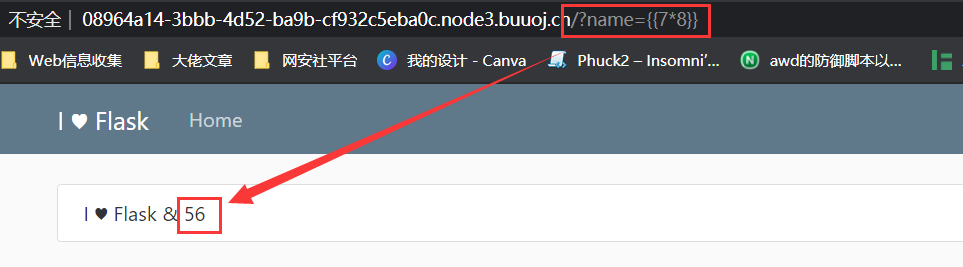 不安全 | 08964a14-3bbb-4d52-ba9b-cf932c5eba0c.node3.buuoj.cn/?name={{7*8}}
Web信息收集 大佬文章 网安社平台 我的设计 - Canva Phuck2 – Insomni'... awd的防御脚本以...
I ♥ Flask Home
I ♥ Flask & 56